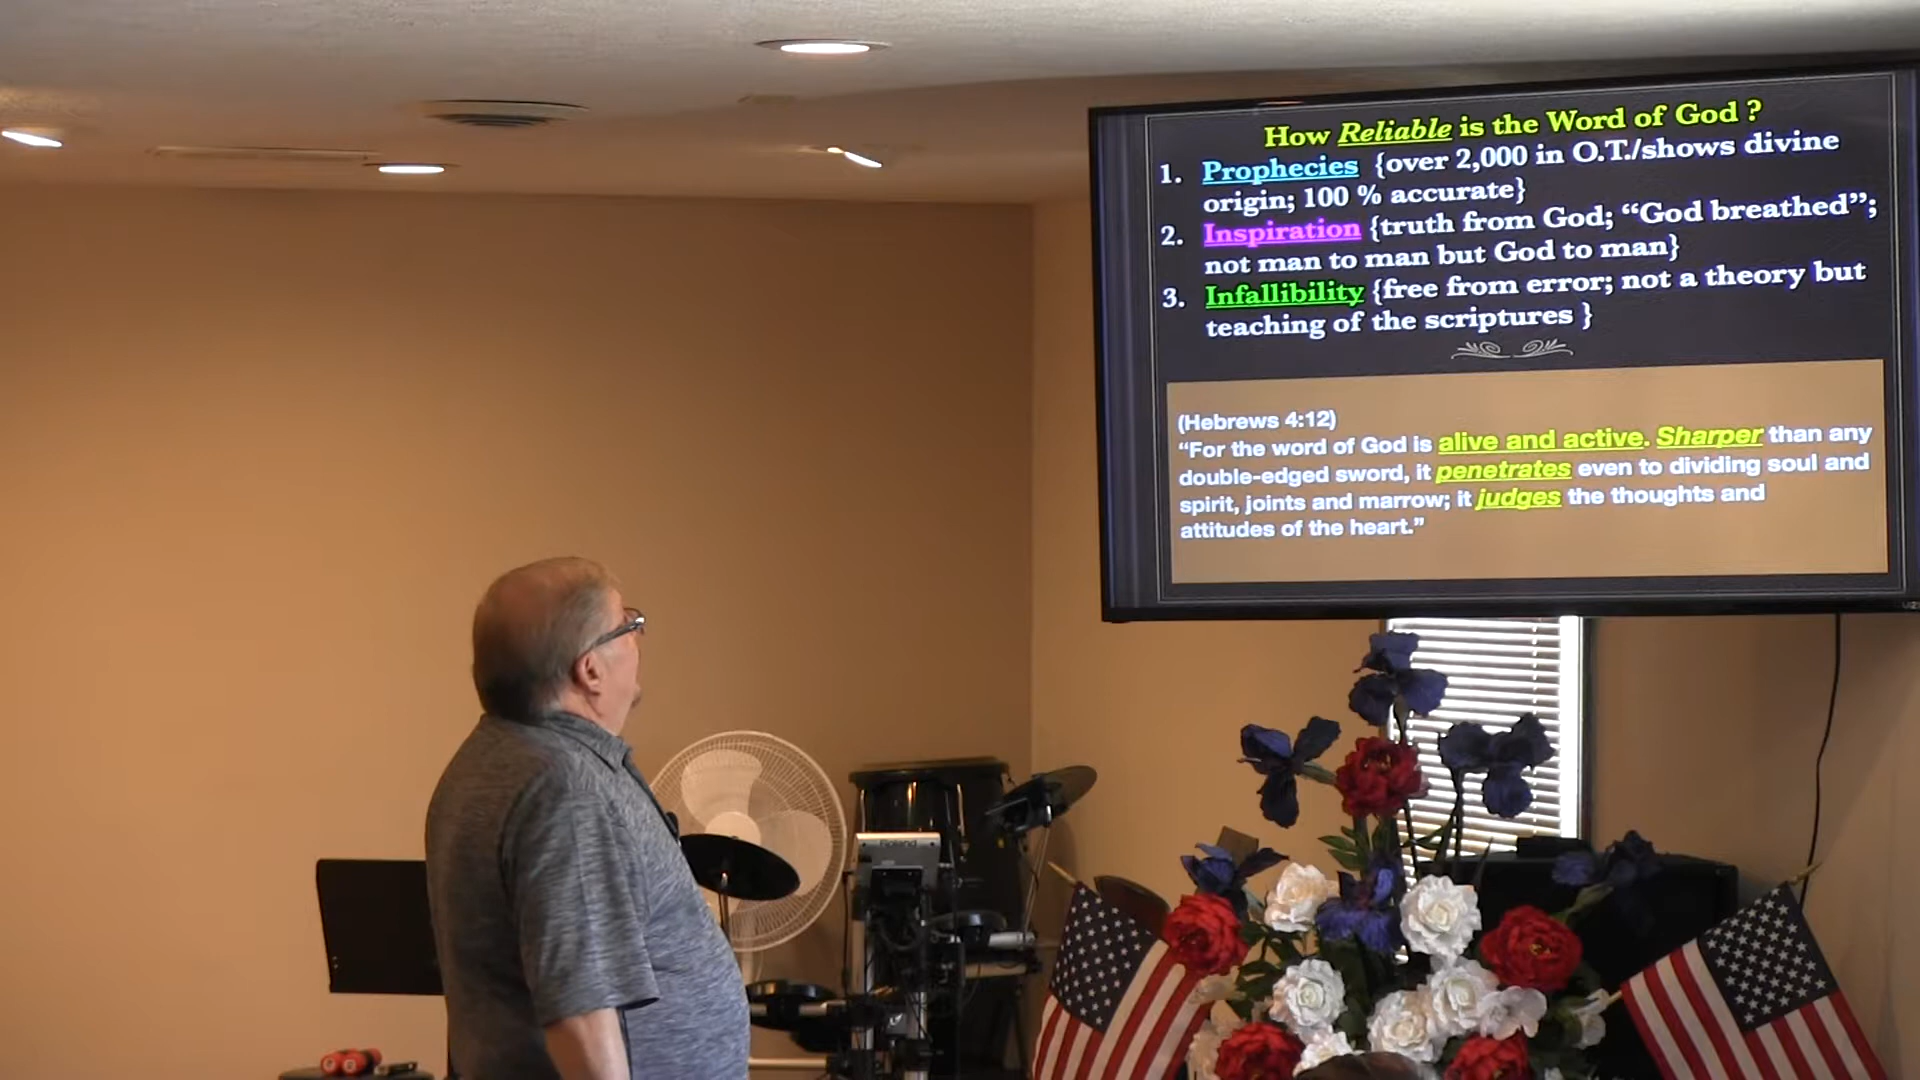 How Reliable is the Word of God ?
1. Prophecies {over 2,000 in O.T./shows divine
origin; 100 % accurate}
2. Inspiration {truth from God; “God breathed”;
not man to man but God to man}
3. Infallibility {free from error; not a theory but
teaching of the scriptures }
(Hebrews 4:12)
“For the word of God is alive and active. Sharper than any
double-edged sword, it penetrates even to dividing soul and
spirit, joints and marrow; it judges the thoughts and
attitudes of the heart.”
Roland